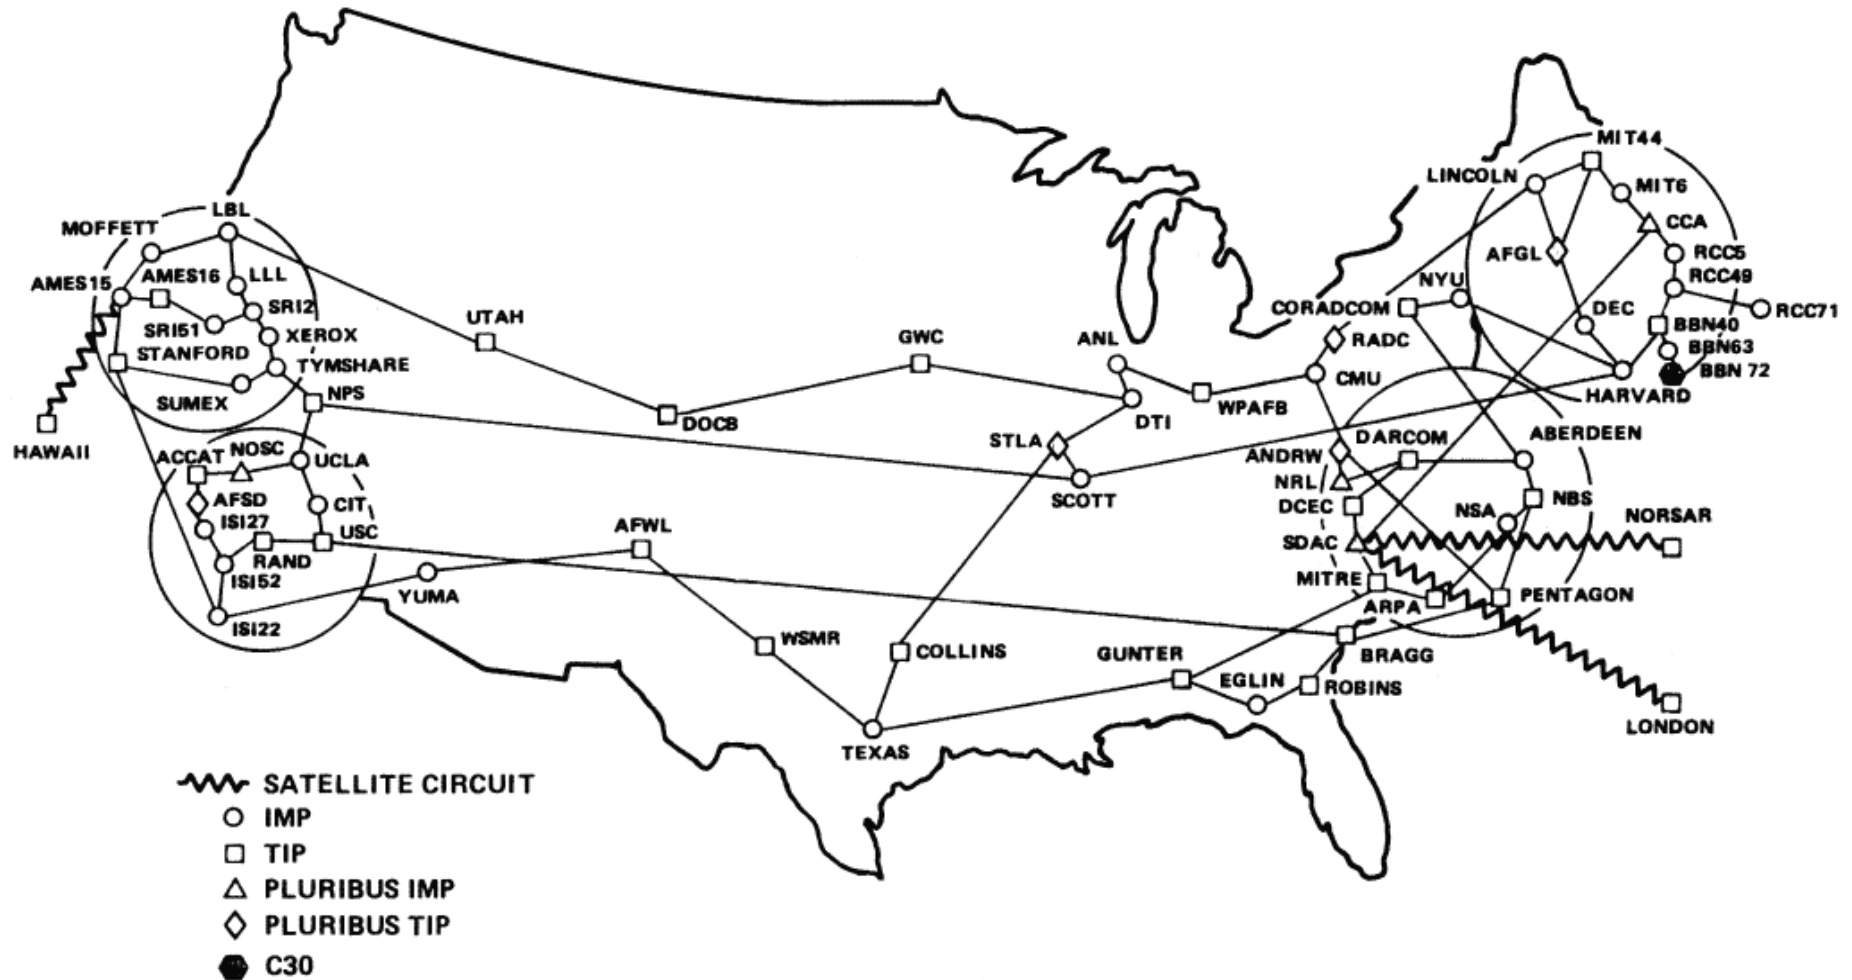 MIT44
LINCOLN
MIT6
LBL
CCA
MOFFETT
AFGL
RCC5
AMES16
LLL
RCC49
AMES15
NYU
SRI2
CORADCOM
DEC
RCC71
UTAH
SRI51
XEROX
BBN40
GWC
ANL
RADC
BBN63
STANFORD
TYMSHARE
BBN 72
CMU
NPS
HARVARD
SUMEX
WPAFB
DOCB
DTI
HAWAII
STLA
DARCOM
ABERDEEN
ACCAT
NOSC
UCLA
ANDRW
NRL
SCOTT
AFSD
CIT
DCEC
NSA
NBS
ISI27
AFWL
USC
NORSAR
SDAC
RAND
ISI52
YUMA
MITRE
ARPA
PENTAGON
ISI22
WSMR
COLLINS
GUNTER
BRAGG
EGLIN
ROBINS
LONDON
TEXAS
SATELLITE CIRCUIT
IMP
TIP
PLURIBUS IMP
PLURIBUS TIP
C30